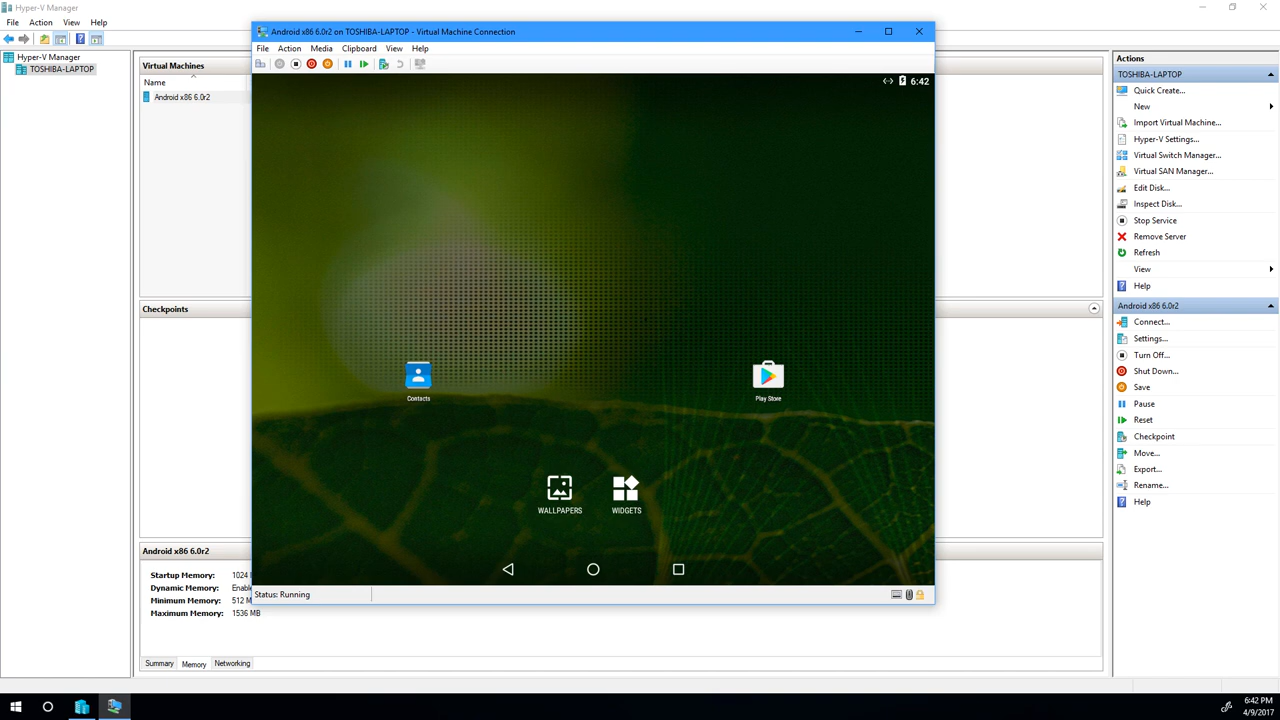 Hyper-V Manager
File Action View Help
Hyper-V Manager
TOSHIBA-LAPTOP
Virtual Machines
Name
Android x86 6.0r2
Checkpoints
Android x86 6.0r2
Startup Memory: 1024
Dynamic Memory:
Minimum Memory: 512
Maximum Memory: 1536 MB
Summary Memory Networking
Android x86 6.0r2 on TOSHIBA-LAPTOP - Virtual Machine Connection
File Action Media Clipboard View Help
6:42
Contacts
Play Store
WALLPAPERS
WIDGETS
Status: Running
Actions
TOSHIBA-LAPTOP
Quick Create...
New
Import Virtual Machine...
Hyper-V Settings...
Virtual Switch Manager...
Virtual SAN Manager...
Edit Disk...
Inspect Disk...
Stop Service
Remove Server
Refresh
View
Help
Android x86 6.0r2
Connect...
Settings...
Turn Off...
Shut Down...
Save
Pause
Reset
Checkpoint
Move...
Export...
Rename...
Help
6:42 PM
4/9/2017